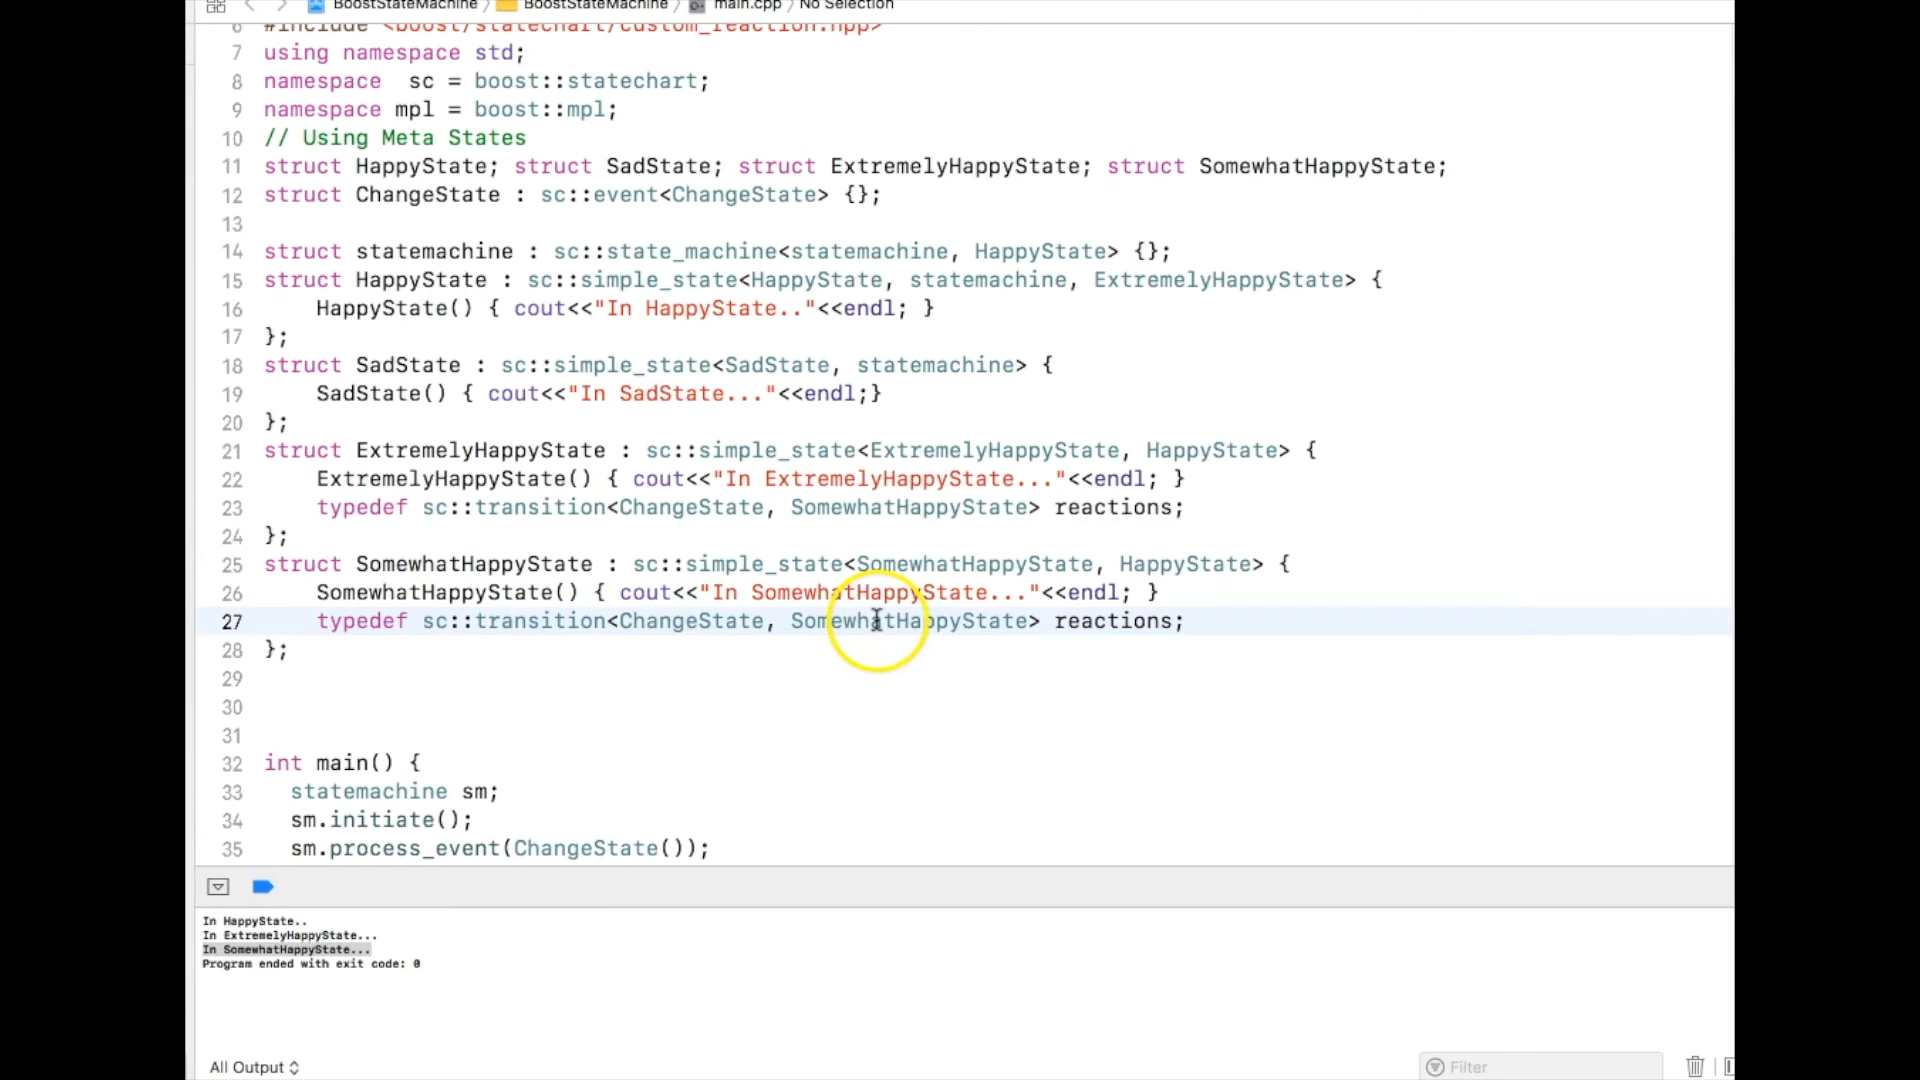 BoostStateMachine > BoostStateMachine > main.cpp > No Selection
6 #include <boost/statechart/custom_reaction.hpp>
7 using namespace std;
8 namespace  sc = boost::statechart;
9 namespace mpl = boost::mpl;
10 // Using Meta States
11 struct HappyState; struct SadState; struct ExtremelyHappyState; struct SomewhatHappyState;
12 struct ChangeState : sc::event<ChangeState> {};
13
14 struct statemachine : sc::state_machine<statemachine, HappyState> {};
15 struct HappyState : sc::simple_state<HappyState, statemachine, ExtremelyHappyState> {
16     HappyState() { cout<<"In HappyState.."<<endl; }
17 };
18 struct SadState : sc::simple_state<SadState, statemachine> {
19     SadState() { cout<<"In SadState..."<<endl;}
20 };
21 struct ExtremelyHappyState : sc::simple_state<ExtremelyHappyState, HappyState> {
22     ExtremelyHappyState() { cout<<"In ExtremelyHappyState..."<<endl; }
23     typedef sc::transition<ChangeState, SomewhatHappyState> reactions;
24 };
25 struct SomewhatHappyState : sc::simple_state<SomewhatHappyState, HappyState> {
26     SomewhatHappyState() { cout<<"In SomewhatHappyState..."<<endl; }
27     typedef sc::transition<ChangeState, SomewhatHappyState> reactions;
28 };
29
30
31
32 int main() {
33   statemachine sm;
34   sm.initiate();
35   sm.process_event(ChangeState());
In HappyState..
In ExtremelyHappyState...
In SomewhatHappyState...
Program ended with exit code: 0
All Output
Filter